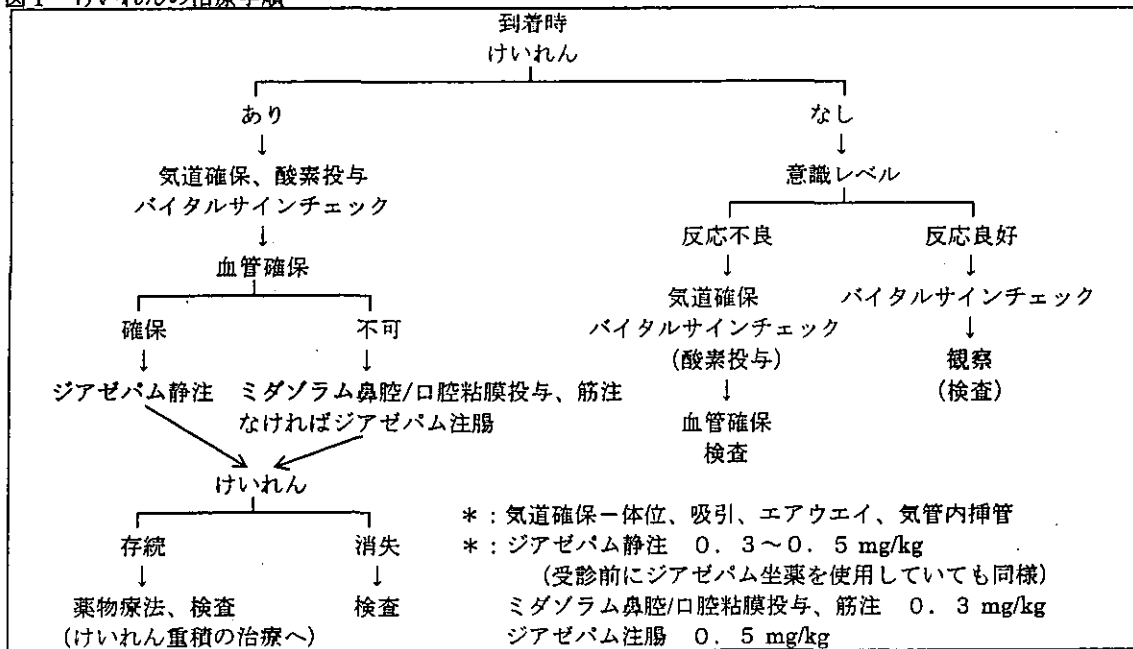 図1 けいれんの治療手順
到着時
けいれん
あり
なし
↓
↓
気道確保、酸素投与
バイタルサインチェック
意識レベル
↓
反応不良
反応良好
血管確保
↓
↓
確保
不可
気道確保
バイタルサインチェック
(酸素投与)
バイタルサインチェック
↓
↓
↓
観察
(検査)
ジアゼパム静注
ミダゾラム鼻腔/口腔粘膜投与、筋注
なければジアゼパム注腸
↓
血管確保
検査
けいれん
存続
消失
↓
↓
薬物療法、検査
(けいれん重積の治療へ)
検査
*:気道確保－体位、吸引、エアウエイ、気管内挿管
*:ジアゼパム静注 0.3～0.5 mg/kg
(受診前にジアゼパム坐薬を使用していても同様)
ミダゾラム鼻腔/口腔粘膜投与、筋注 0.3 mg/kg
ジアゼパム注腸 0.5 mg/kg